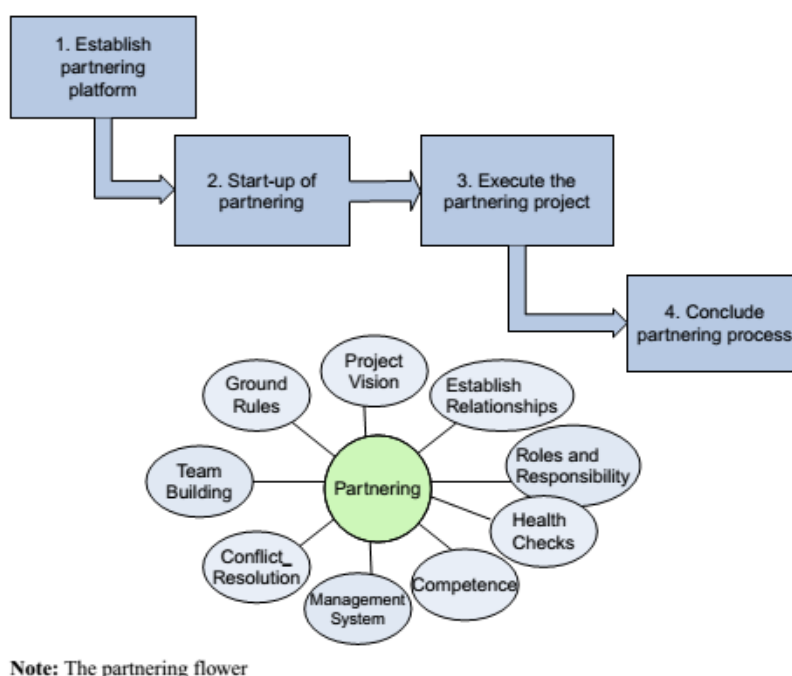 1. Establish
partnering
platform
2. Start-up of
partnering
3. Execute the
partnering project
4. Conclude
partnering process
Project
Vision
Ground
Rules
Establish
Relationships
Team
Building
Partnering
Roles and
Responsibility
Health
Checks
Conflict_
Resolution
Management
System
Competence
Note: The partnering flower